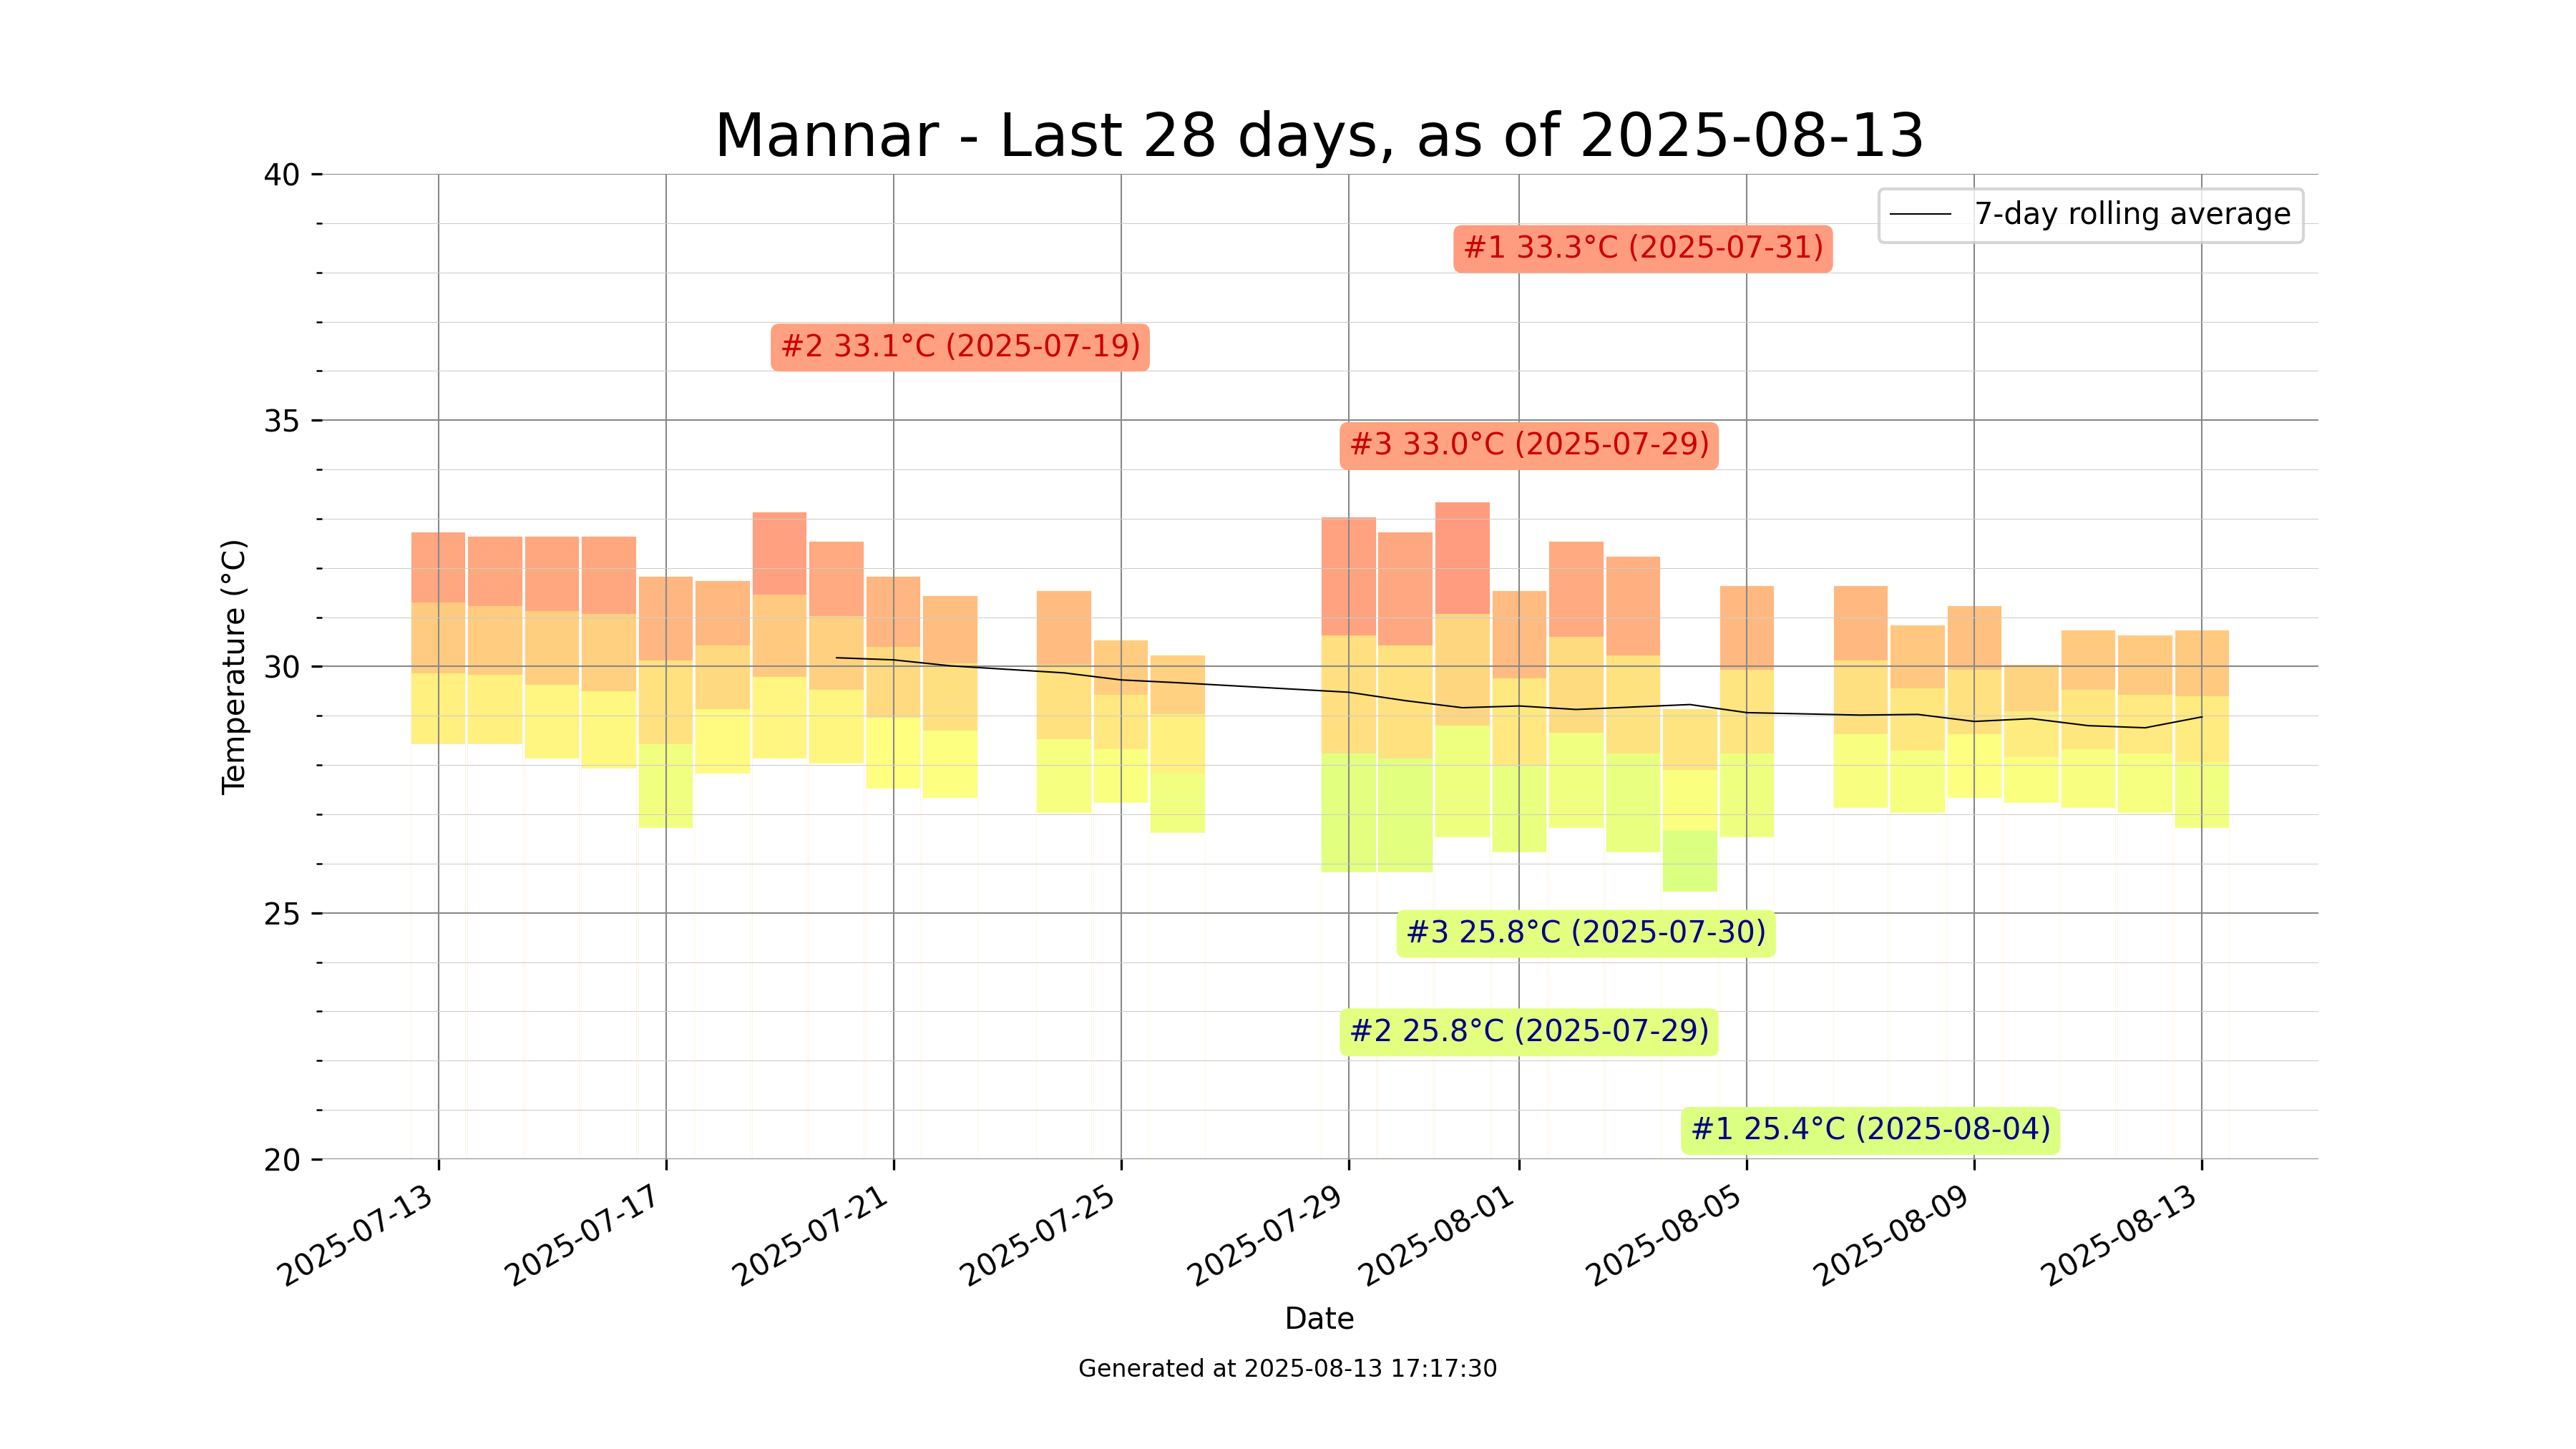 Mannar - Last 28 days, as of 2025-08-13
40
7-day rolling average
#1 33.3°C (2025-07-31)
#2 33.1°C (2025-07-19)
35
#3 33.0°C (2025-07-29)
Temperature (°C)
30
25
#3 25.8°C (2025-07-30)
#2 25.8°C (2025-07-29)
#1 25.4°C (2025-08-04)
20
2025-07-13
2025-07-17
2025-07-21
2025-07-25
2025-07-29
2025-08-01
2025-08-05
2025-08-09
2025-08-13
Date
Generated at 2025-08-13 17:17:30